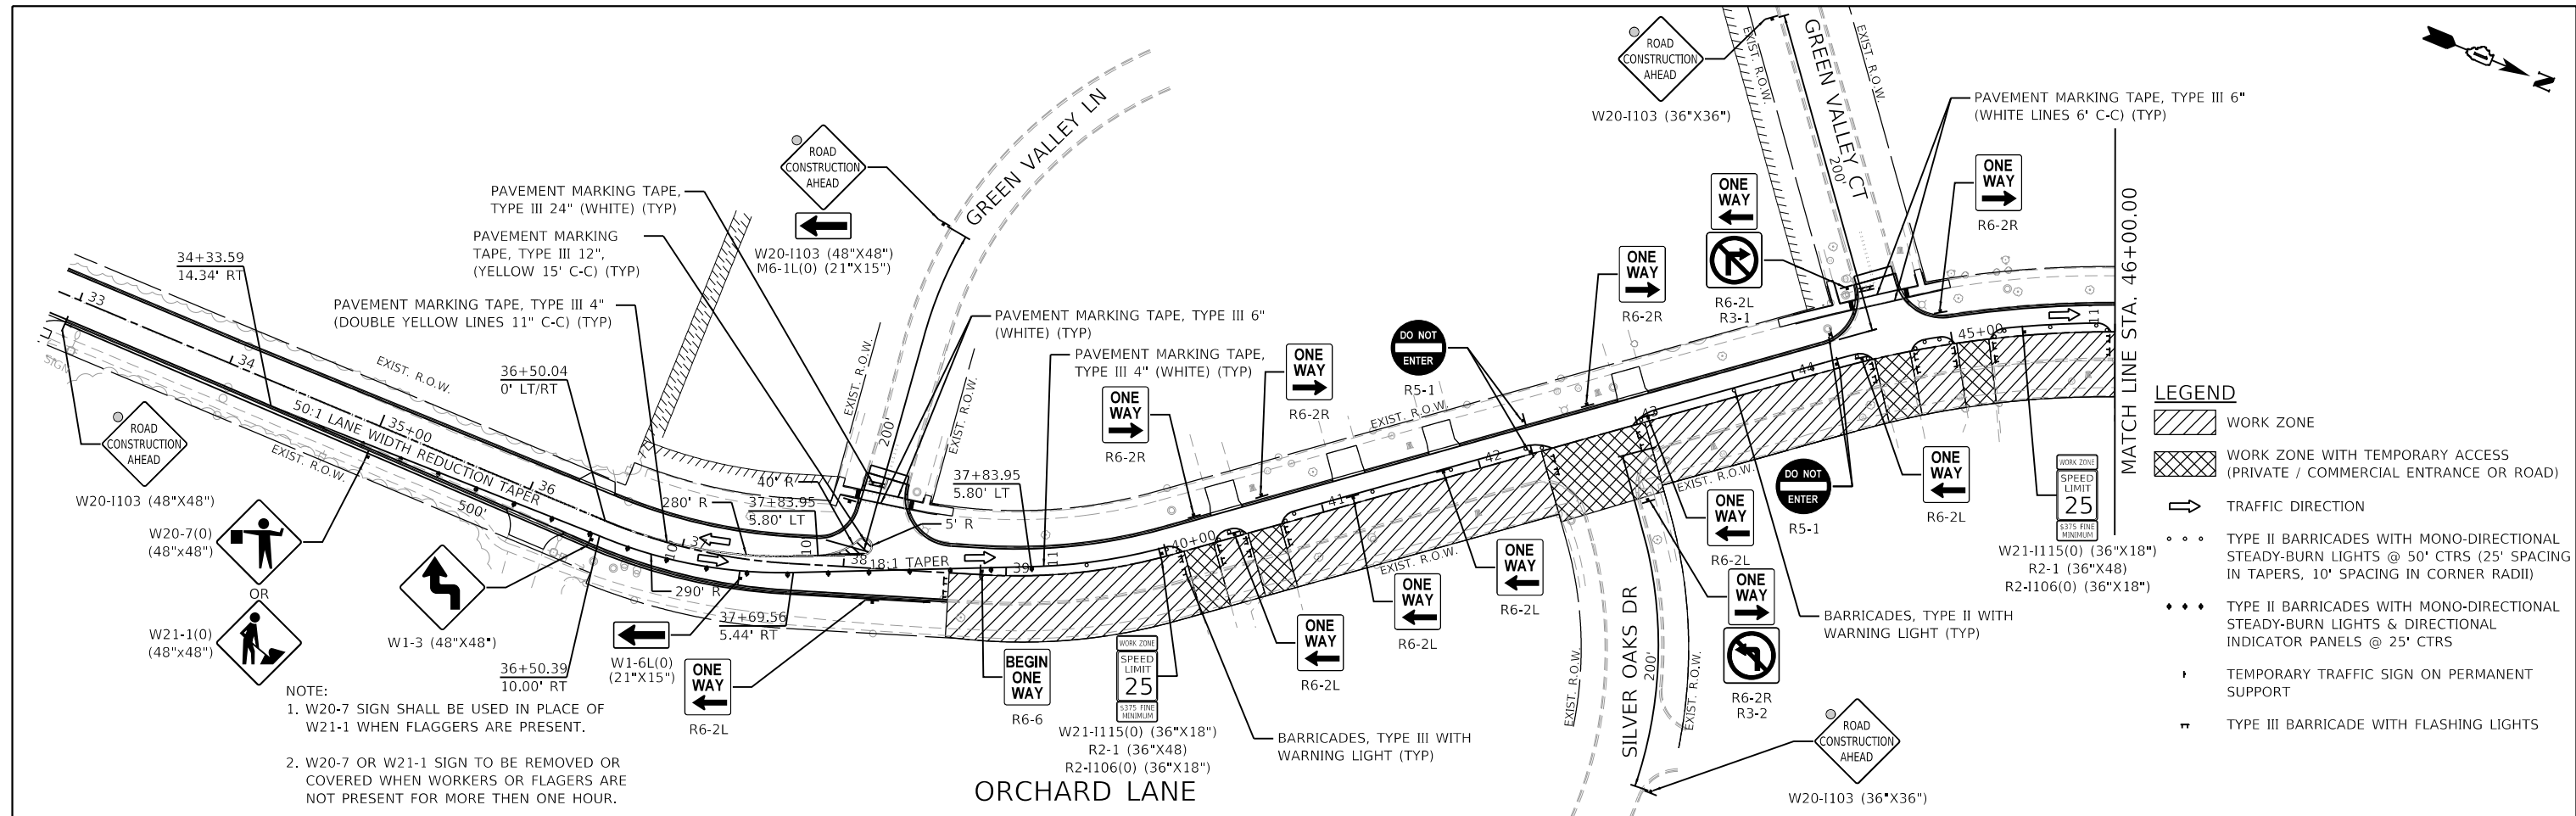 ROAD
CONSTRUCTION
AHEAD
W20-I103 (36"X36")
GREEN VALLEY CT
200'
EXIST. R.O.W.
EXIST. R.O.W.
PAVEMENT MARKING TAPE, TYPE III 6"
(WHITE LINES 6' C-C) (TYP)
N
ONE
WAY
R6-2R
ONE
WAY
R6-2L
R3-1
ONE
WAY
R6-2R
MATCH LINE STA. 46+00.00
ROAD
CONSTRUCTION
AHEAD
W20-I103 (48"X48")
M6-1L(0) (21"X15")
GREEN VALLEY LN
200'
EXIST. R.O.W.
EXIST. R.O.W.
PAVEMENT MARKING TAPE,
TYPE III 24" (WHITE) (TYP)
PAVEMENT MARKING
TAPE, TYPE III 12",
(YELLOW 15' C-C) (TYP)
PAVEMENT MARKING TAPE, TYPE III 4"
(DOUBLE YELLOW LINES 11" C-C) (TYP)
34+33.59
14.34' RT
33
34
35+00
36
37
38
39
40+00
41
42
43
44
45+00
SIGN
EXIST. R.O.W.
EXIST. R.O.W.
50:1 LANE WIDTH REDUCTION TAPER
500'
36+50.04
0' LT/RT
40' R
280' R
37+83.95
5.80' LT
10'
10'
5' R
18:1 TAPER
290' R
37+69.56
5.44' RT
36+50.39
10.00' RT
PAVEMENT MARKING TAPE, TYPE III 6"
(WHITE) (TYP)
PAVEMENT MARKING TAPE,
TYPE III 4" (WHITE) (TYP)
37+83.95
5.80' LT
11'
11'
ONE
WAY
R6-2R
ONE
WAY
R6-2R
DO NOT
ENTER
R5-1
EXIST. R.O.W.
EXIST. R.O.W.
EXIST. R.O.W.
ROAD
CONSTRUCTION
AHEAD
W20-I103 (48"X48")
W20-7(0)
(48"x48")
OR
W21-1(0)
(48"x48")
W1-3 (48"X48")
W1-6L(0)
(21"X15")
ONE
WAY
R6-2L
BEGIN
ONE
WAY
R6-6
WORK ZONE
SPEED
LIMIT
25
$375 FINE
MINIMUM
W21-I115(0) (36"X18")
R2-1 (36"X48)
R2-I106(0) (36"X18")
ONE
WAY
R6-2L
ONE
WAY
R6-2L
ONE
WAY
R6-2L
BARRICADES, TYPE III WITH
WARNING LIGHT (TYP)
SILVER OAKS DR
200'
EXIST. R.O.W.
EXIST. R.O.W.
ONE
WAY
R6-2L
ONE
WAY
R6-2R
R3-2
DO NOT
ENTER
R5-1
BARRICADES, TYPE II WITH
WARNING LIGHT (TYP)
ROAD
CONSTRUCTION
AHEAD
W20-I103 (36"X36")
ONE
WAY
R6-2L
WORK ZONE
SPEED
LIMIT
25
$375 FINE
MINIMUM
W21-I115(0) (36"X18")
R2-1 (36"X48)
R2-I106(0) (36"X18")
NOTE:
1. W20-7 SIGN SHALL BE USED IN PLACE OF
W21-1 WHEN FLAGGERS ARE PRESENT.
2. W20-7 OR W21-1 SIGN TO BE REMOVED OR
COVERED WHEN WORKERS OR FLAGERS ARE
NOT PRESENT FOR MORE THEN ONE HOUR.
ORCHARD LANE
LEGEND
WORK ZONE
WORK ZONE WITH TEMPORARY ACCESS
(PRIVATE / COMMERCIAL ENTRANCE OR ROAD)
TRAFFIC DIRECTION
TYPE II BARRICADES WITH MONO-DIRECTIONAL
STEADY-BURN LIGHTS @ 50' CTRS (25' SPACING
IN TAPERS, 10' SPACING IN CORNER RADII)
TYPE II BARRICADES WITH MONO-DIRECTIONAL
STEADY-BURN LIGHTS & DIRECTIONAL
INDICATOR PANELS @ 25' CTRS
TEMPORARY TRAFFIC SIGN ON PERMANENT
SUPPORT
TYPE III BARRICADE WITH FLASHING LIGHTS